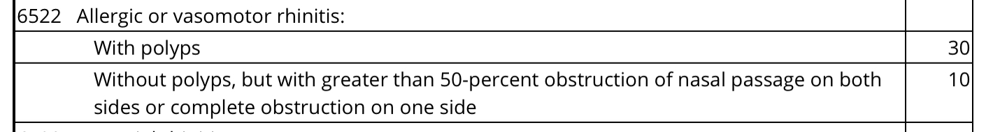 6522 Allergic or vasomotor rhinitis:
With polyps 30
Without polyps, but with greater than 50-percent obstruction of nasal passage on both 10
sides or complete obstruction on one side